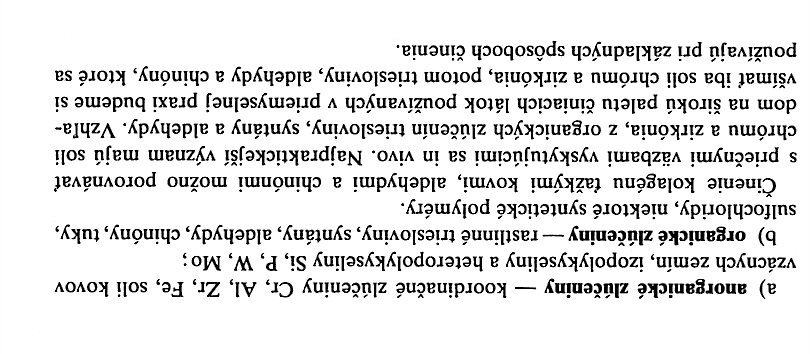 a) anorganické zlúčeniny — koordinačné zlúčeniny Cr, Al, Zr, Fe, soli kovov
vzácnych zemín, izopolykyseliny a heteropolykyseliny Si, P, W, Mo;
b) organické zlúčeniny — rastlinné triesloviny, syntány, aldehydy, chinóny, tuky,
sulfochloridy, niektoré syntetické polyméry.
Činenie kolagénu ťažkými kovmi, aldehydmi a chinónmi možno porovnávať
s priečnymi väzbami vyskytujúcimi sa in vivo. Najpraktickejší význam majú soli
chrómu a zirkónia, z organických zlúčenín triesloviny, syntány a aldehydy. Vzhľa-
dom na širokú paletu činiacich látok používaných v priemyselnej praxi budeme si
všímať iba soli chrómu a zirkónia, potom triesloviny, aldehydy a chinóny, ktoré sa
používajú pri základných spôsoboch činenia.